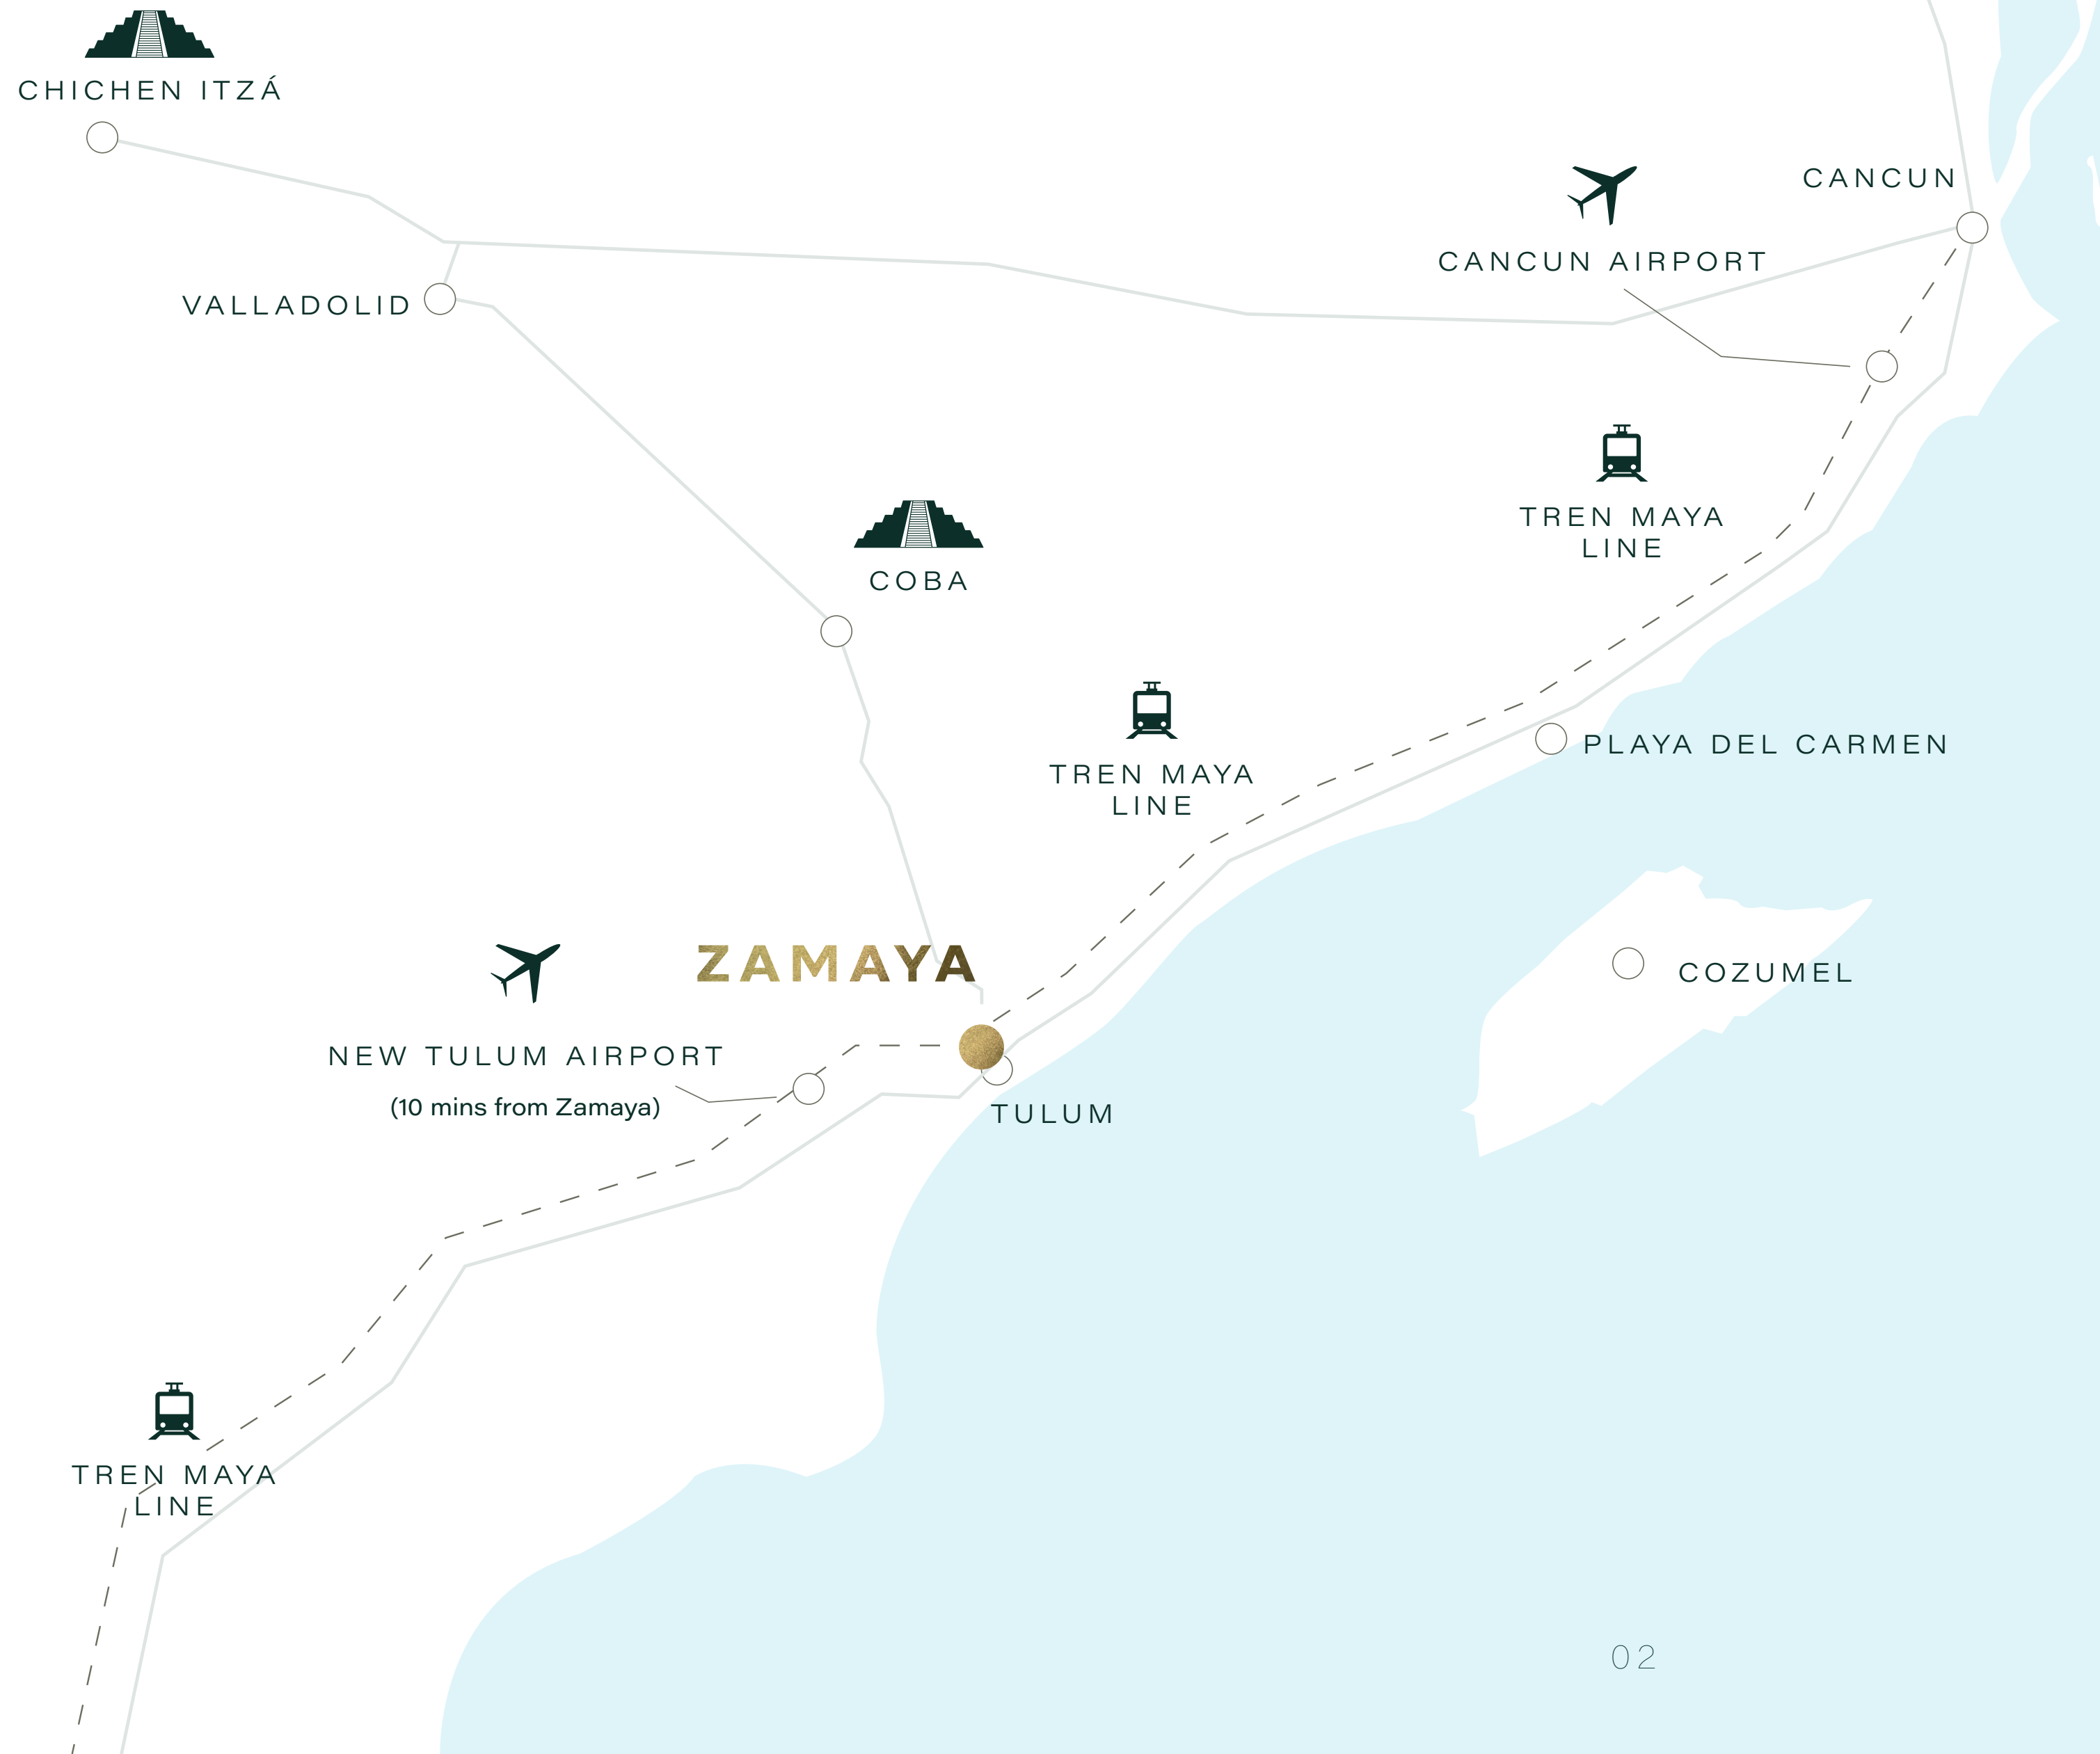 CHICHEN ITZÁ
CANCUN
CANCUN AIRPORT
VALLADOLID
TREN MAYA
LINE
COBA
PLAYA DEL CARMEN
TREN MAYA
LINE
ZAMAYA
COZUMEL
NEW TULUM AIRPORT
(10 mins from Zamaya)
TULUM
TREN MAYA
LINE
02